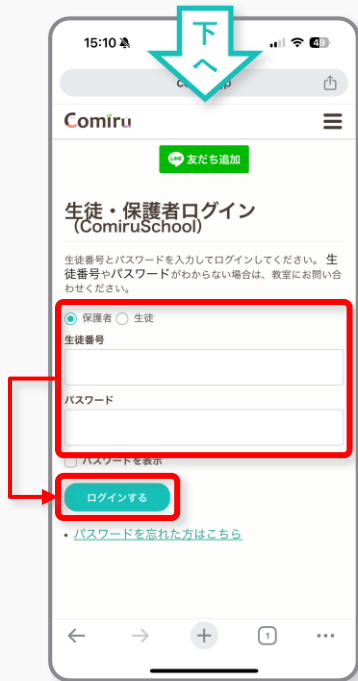 下
へ
15:10
49
Comiru
LINE 友だち追加
生徒・保護者ログイン
(ComiruSchool)
生徒番号とパスワードを入力してログインしてください。 生
徒番号やパスワードがわからない場合は、教室にお問い合
わせください。
保護者 生徒
生徒番号
パスワード
パスワードを表示
ログインする
・パスワードを忘れた方はこちら
1